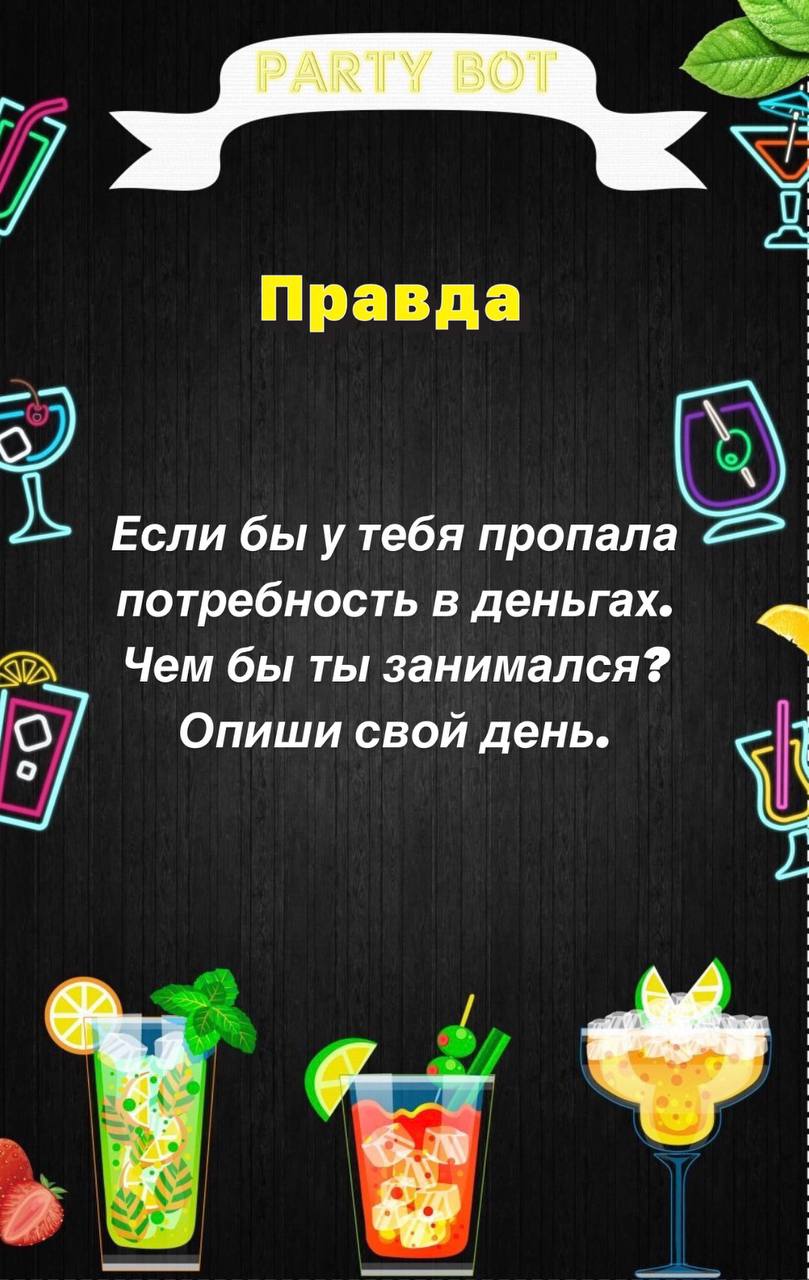 PARTY BOT
Правда
Если бы у тебя пропала
потребность в деньгах.
Чем бы ты занимался?
Опиши свой день.